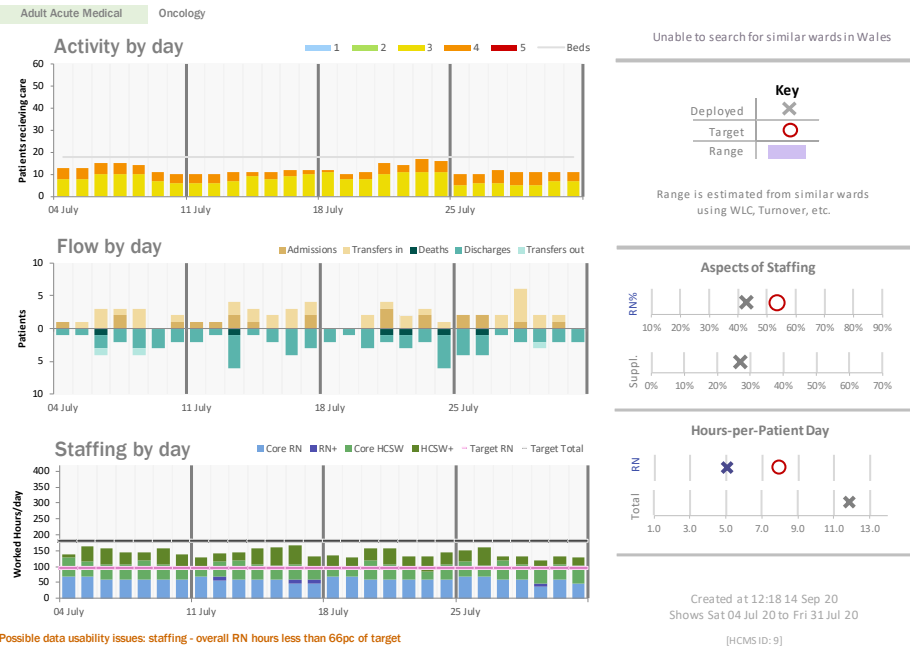 Adult Acute Medical Oncology
Activity by day
1 2 3 4 5 Beds
Patients recieving care
60
50
40
30
20
10
0
04 July 11 July 18 July 25 July
Flow by day
Admissions Transfers in Deaths Discharges Transfers out
Patients
10
5
0
5
10
04 July 11 July 18 July 25 July
Staffing by day
Core RN RN+ Core HCSW HCSW+ Target RN Target Total
Worked Hours/day
400
350
300
250
200
150
100
50
0
04 July 11 July 18 July 25 July
Possible data usability issues: staffing - overall RN hours less than 66pc of target
Unable to search for similar wards in Wales
Key
Deployed
Target
Range
Range is estimated from similar wards
using WLC, Turnover, etc.
Aspects of Staffing
RN%
10% 20% 30% 40% 50% 60% 70% 80% 90%
Suppl.
0% 10% 20% 30% 40% 50% 60% 70%
Hours-per-Patient Day
RN
Total
1.0 3.0 5.0 7.0 9.0 11.0 13.0
Created at 12:18 14 Sep 20
Shows Sat 04 Jul 20 to Fri 31 Jul 20
[HCMS ID: 9]